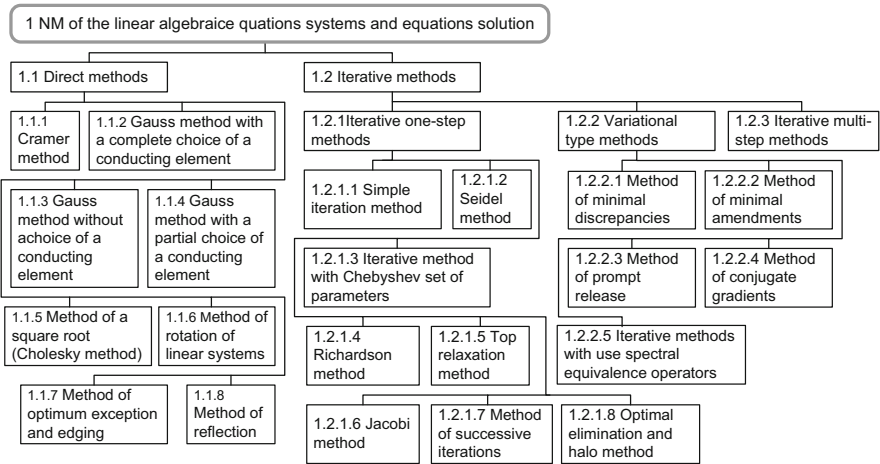 1 NM of the linear algebraice quations systems and equations solution
1.1 Direct methods
1.2 Iterative methods
1.1.1
Cramer
method
1.1.2 Gauss method with
a complete choice of a
conducting element
1.2.1Iterative one-step
methods
1.2.2 Variational
type methods
1.2.3 Iterative multi-
step methods
1.2.1.1 Simple
iteration method
1.2.1.2
Seidel
method
1.2.2.1 Method
of minimal
discrepancies
1.2.2.2 Method
of minimal
amendments
1.1.3 Gauss
method without
achoice of a
conducting
element
1.1.4 Gauss
method with a
partial choice of
a conducting
element
1.2.1.3 Iterative method
with Chebyshev set of
parameters
1.2.2.3 Method
of prompt
release
1.2.2.4 Method
of conjugate
gradients
1.1.5 Method of a
square root
(Cholesky method)
1.1.6 Method of
rotation of
linear systems
1.2.1.4
Richardson
method
1.2.1.5 Top
relaxation
method
1.2.2.5 Iterative methods
with use spectral
equivalence operators
1.1.7 Method of
optimum exception
and edging
1.1.8
Method of
reflection
1.2.1.6 Jacobi
method
1.2.1.7 Method
of successive
iterations
1.2.1.8 Optimal
elimination and
halo method